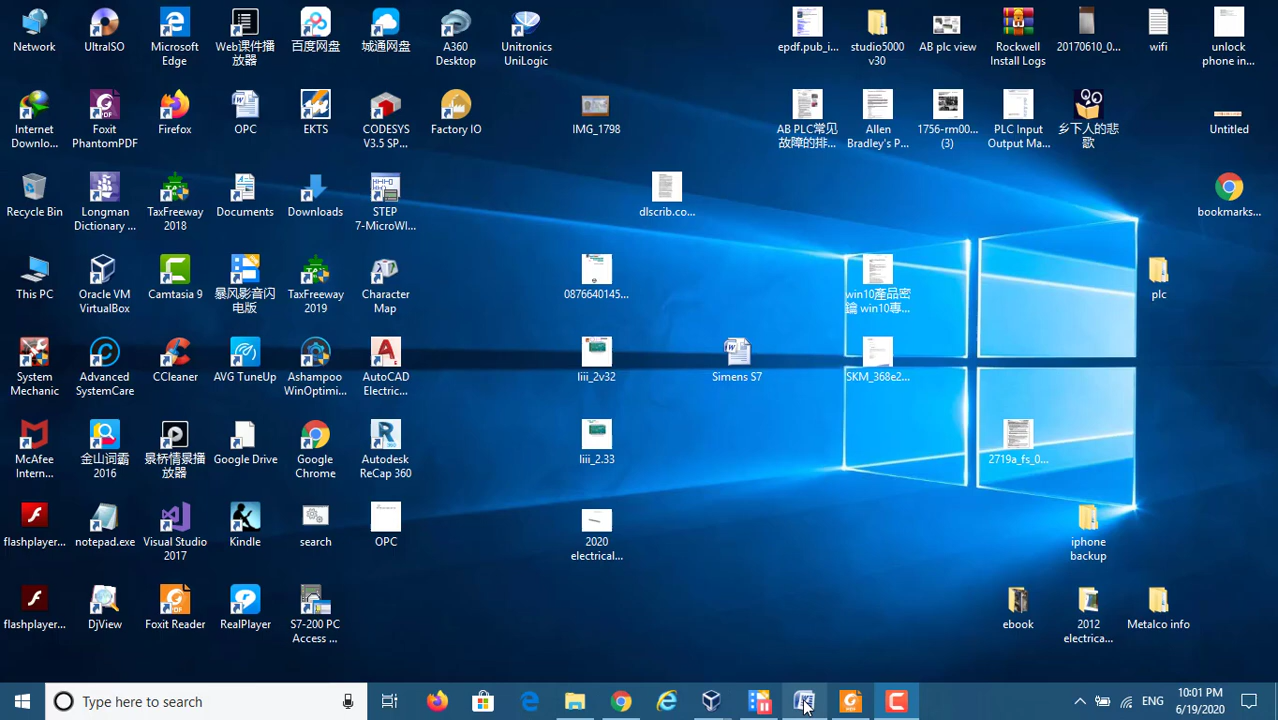 Network
UltraISO
Microsoft
Edge
Web课件播
放器
百度网盘
城通网盘
A360
Desktop
Unitronics
UniLogic
epdf.pub_i...
studio5000
v30
AB plc view
Rockwell
Install Logs
20170610_0...
wifi
unlock
phone in...
Internet
Downlo...
Foxit
PhantomPDF
Firefox
OPC
EKTS
CODESYS
V3.5 SP...
Factory IO
IMG_1798
AB PLC常见
故障的排...
Allen
Bradley's P...
1756-rm00...
(3)
PLC Input
Output Ma...
乡下人的悲
歌
Untitled
Recycle Bin
Longman
Dictionary ...
TaxFreeway
2018
Documents
Downloads
STEP
7-MicroWI...
dlscrib.co...
bookmarks...
This PC
Oracle VM
VirtualBox
Camtasia 9
暴风影音闪
电版
TaxFreeway
2019
Character
Map
0876640145...
win10產品密
鑰 win10專...
plc
System
Mechanic
Advanced
SystemCare
CCleaner
AVG TuneUp
Ashampoo
WinOptimi...
AutoCAD
Electric...
liii_2v32
Simens S7
SKM_368e2...
McAfee
Intern...
金山词霸
2016
景桥情景播
放器
Google Drive
Google
Chrome
Autodesk
ReCap 360
liii_2.33
2719a_fs_0...
flashplayer...
notepad.exe
Visual Studio
2017
Kindle
search
OPC
2020
electrical...
iphone
backup
flashplayer...
DjView
Foxit Reader
RealPlayer
S7-200 PC
Access ...
ebook
2012
electrica...
Metalco info
Type here to search
ENG
10:01 PM
6/19/2020